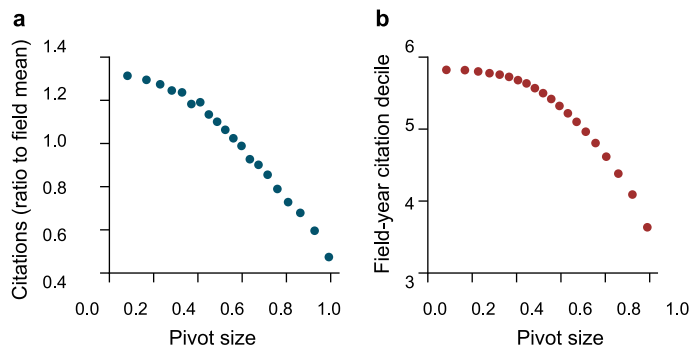 a
Citations (ratio to field mean)
1.4
1.2
1.0
0.8
0.6
0.4
0.0 0.2 0.4 0.6 0.8 1.0
Pivot size
b
Field-year citation decile
6
5
4
3
0.0 0.2 0.4 0.6 0.8 1.0
Pivot size